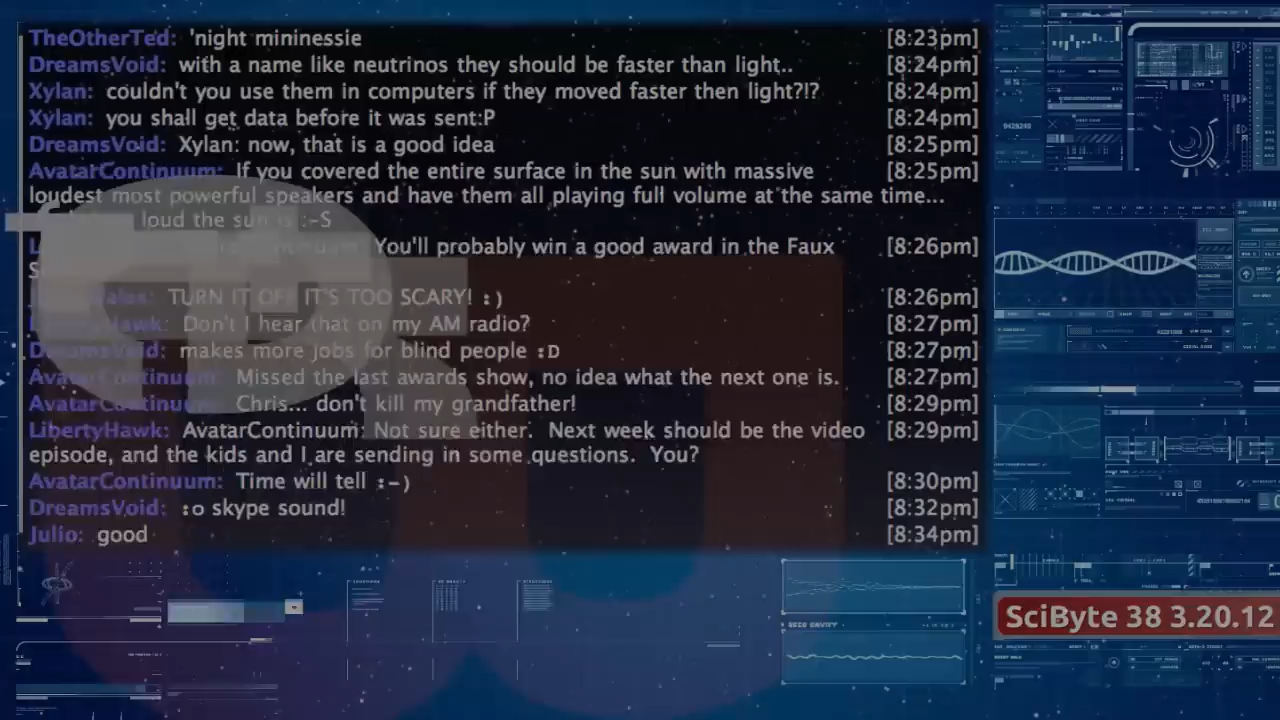 TheOtherTed: 'night mininessie [8:23pm]
DreamsVoid: with a name like neutrinos they should be faster than light.. [8:24pm]
Xylan: couldn't you use them in computers if they moved faster then light?!? [8:24pm]
Xylan: you shall get data before it was sent:P [8:24pm]
DreamsVoid: Xylan: now, that is a good idea [8:25pm]
AvatarContinuum: If you covered the entire surface in the sun with massive [8:25pm]
loudest most powerful speakers and have them all playing full volume at the same time...
loud the sun is :-S
You'll probably win a good award in the Faux [8:26pm]
TURN IT OFF IT'S TOO SCARY! :) [8:26pm]
LibertyHawk: Don't I hear that on my AM radio? [8:27pm]
DreamsVoid: makes more jobs for blind people :D [8:27pm]
AvatarContinuum: Missed the last awards show, no idea what the next one is. [8:27pm]
AvatarContinuum: Chris... don't kill my grandfather! [8:29pm]
LibertyHawk: AvatarContinuum: Not sure either. Next week should be the video [8:29pm]
episode, and the kids and I are sending in some questions. You?
AvatarContinuum: Time will tell :-) [8:30pm]
DreamsVoid: :o skype sound! [8:32pm]
Julio: good [8:34pm]
SciByte 38 3.20.12